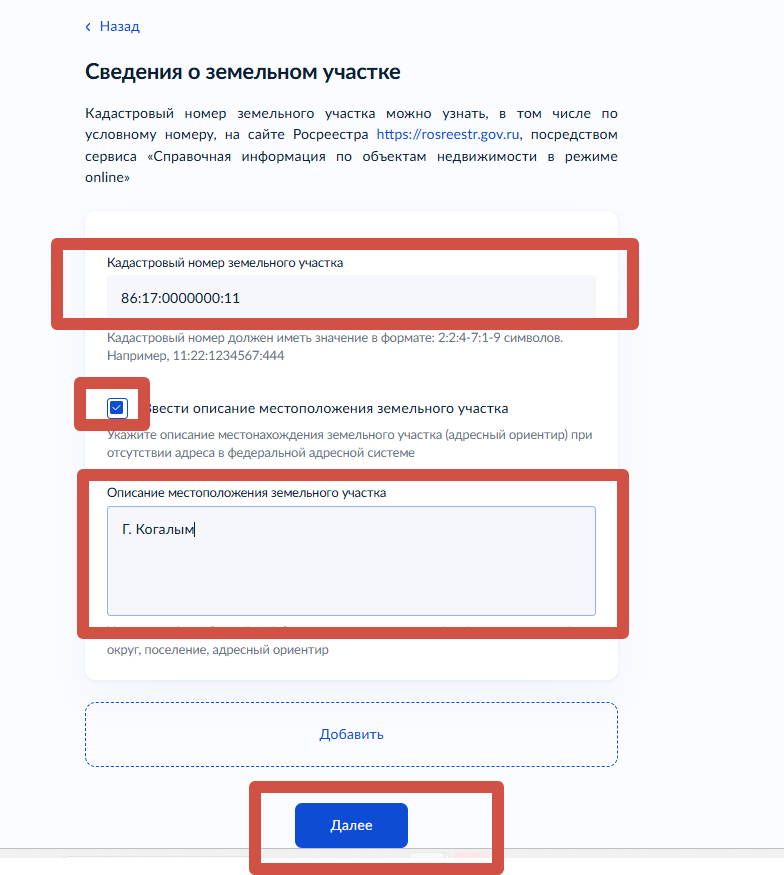 Назад
Сведения о земельном участке
Кадастровый номер земельного участка можно узнать, в том числе по
условному номеру, на сайте Росреестра https://rosreestr.gov.ru, посредством
сервиса «Справочная информация по объектам недвижимости в режиме
online»
Кадастровый номер земельного участка
86:17:0000000:11
Кадастровый номер должен иметь значение в формате: 2:2:4-7:1-9 символов.
Например, 11:22:1234567:444
Ввести описание местоположения земельного участка
Укажите описание местонахождения земельного участка (адресный ориентир) при
отсутствии адреса в федеральной адресной системе
Описание местоположения земельного участка
Г. Когалым
округ, поселение, адресный ориентир
Добавить
Далее